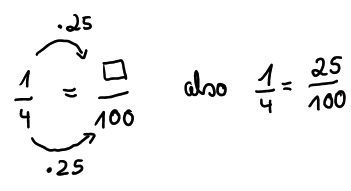 ·25
1/4 = □/100 also 1/4 = 25/100
·25